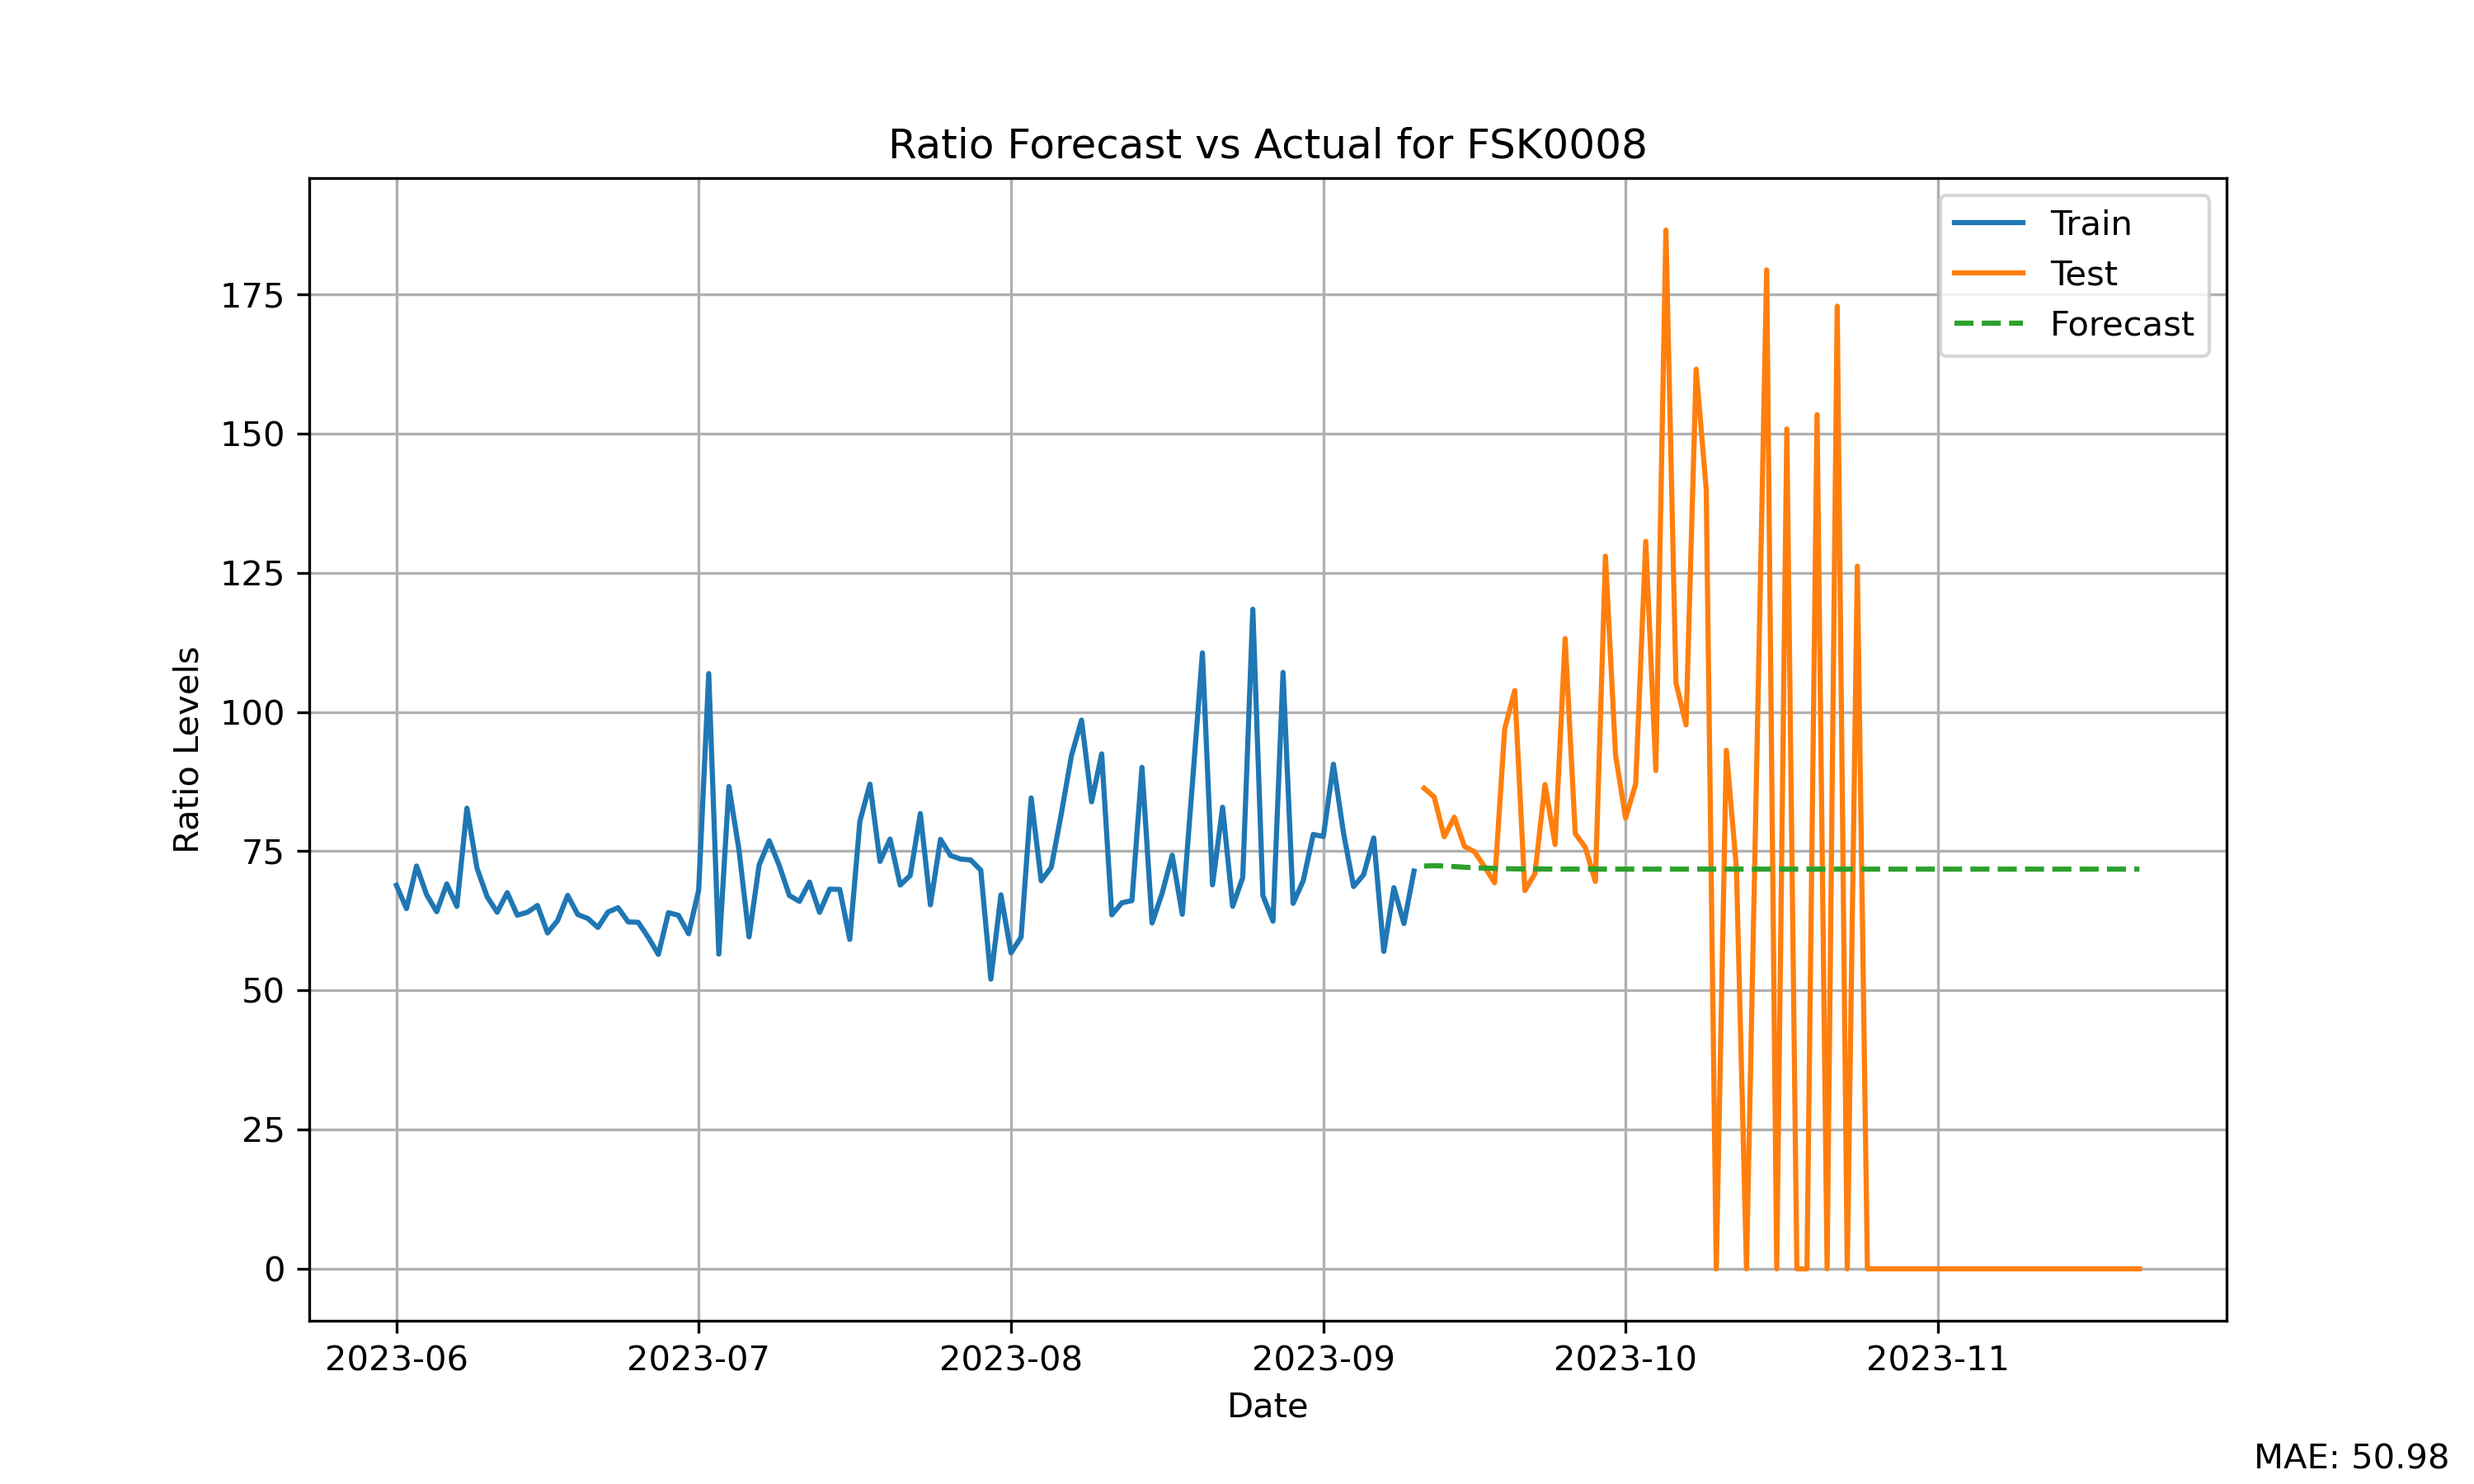 Ratio Forecast vs Actual for FSK0008
Train
Test
Forecast
175
150
125
100
75
50
25
0
Ratio Levels
2023-06 2023-07 2023-08 2023-09 2023-10 2023-11
Date
MAE: 50.98